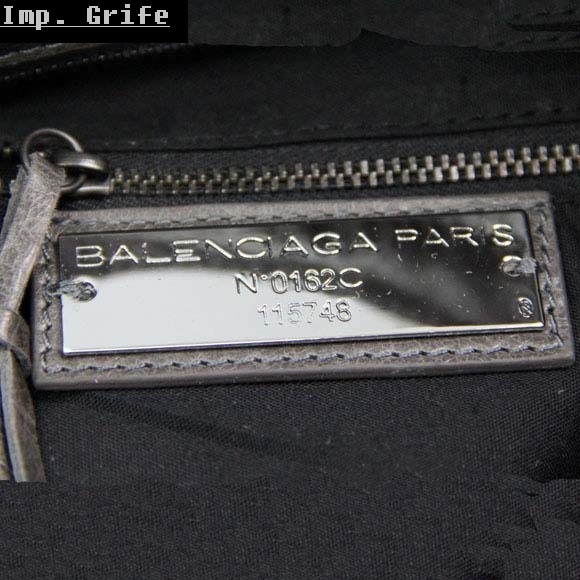 Imp. Grife
BALENCIAGA PARIS
N°0162C
115748